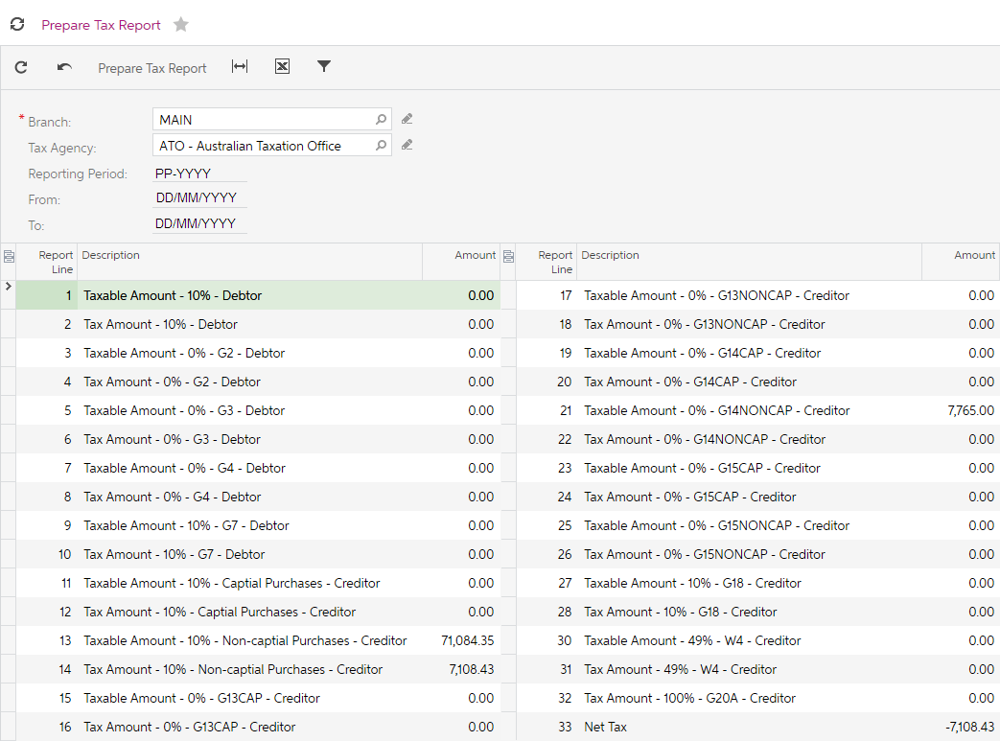 Prepare Tax Report
Prepare Tax Report
* Branch: MAIN
Tax Agency: ATO - Australian Taxation Office
Reporting Period: PP-YYYY
From: DD/MM/YYYY
To: DD/MM/YYYY
Report Line Description Amount Report Line Description Amount
1 Taxable Amount - 10% - Debtor 0.00 17 Taxable Amount - 0% - G13NONCAP - Creditor 0.00
2 Tax Amount - 10% - Debtor 0.00 18 Tax Amount - 0% - G13NONCAP - Creditor 0.00
3 Taxable Amount - 0% - G2 - Debtor 0.00 19 Taxable Amount - 0% - G14CAP - Creditor 0.00
4 Tax Amount - 0% - G2 - Debtor 0.00 20 Tax Amount - 0% - G14CAP - Creditor 0.00
5 Taxable Amount - 0% - G3 - Debtor 0.00 21 Taxable Amount - 0% - G14NONCAP - Creditor 7,765.00
6 Tax Amount - 0% - G3 - Debtor 0.00 22 Tax Amount - 0% - G14NONCAP - Creditor 0.00
7 Taxable Amount - 0% - G4 - Debtor 0.00 23 Taxable Amount - 0% - G15CAP - Creditor 0.00
8 Tax Amount - 0% - G4 - Debtor 0.00 24 Tax Amount - 0% - G15CAP - Creditor 0.00
9 Taxable Amount - 10% - G7 - Debtor 0.00 25 Taxable Amount - 0% - G15NONCAP - Creditor 0.00
10 Tax Amount - 10% - G7 - Debtor 0.00 26 Tax Amount - 0% - G15NONCAP - Creditor 0.00
11 Taxable Amount - 10% - Captial Purchases - Creditor 0.00 27 Taxable Amount - 10% - G18 - Creditor 0.00
12 Tax Amount - 10% - Captial Purchases - Creditor 0.00 28 Tax Amount - 10% - G18 - Creditor 0.00
13 Taxable Amount - 10% - Non-captial Purchases - Creditor 71,084.35 30 Taxable Amount - 49% - W4 - Creditor 0.00
14 Tax Amount - 10% - Non-captial Purchases - Creditor 7,108.43 31 Tax Amount - 49% - W4 - Creditor 0.00
15 Taxable Amount - 0% - G13CAP - Creditor 0.00 32 Tax Amount - 100% - G20A - Creditor 0.00
16 Tax Amount - 0% - G13CAP - Creditor 0.00 33 Net Tax -7,108.43